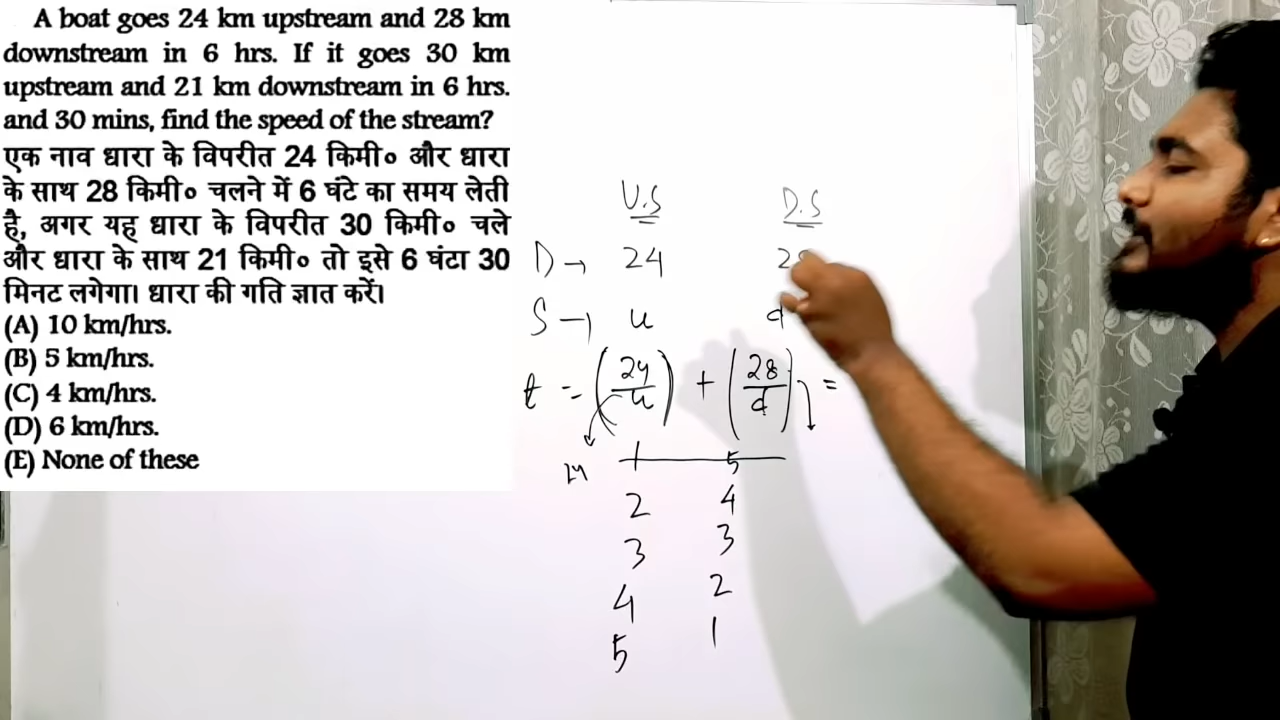 A boat goes 24 km upstream and 28 km
downstream in 6 hrs. If it goes 30 km
upstream and 21 km downstream in 6 hrs.
and 30 mins, find the speed of the stream?
एक नाव धारा के विपरीत 24 किमी० और धारा
के साथ 28 किमी० चलने में 6 घंटे का समय लेती
है, अगर यह धारा के विपरीत 30 किमी० चले
और धारा के साथ 21 किमी० तो इसे 6 घंटा 30
मिनट लगेगा। धारा की गति ज्ञात करें।
(A) 10 km/hrs.
(B) 5 km/hrs.
(C) 4 km/hrs.
(D) 6 km/hrs.
(E) None of these
U.S D.S
D → 24
S → u d
t = (24/u) + (28/d) =
24 1 5
2 4
3 3
4 2
5 1